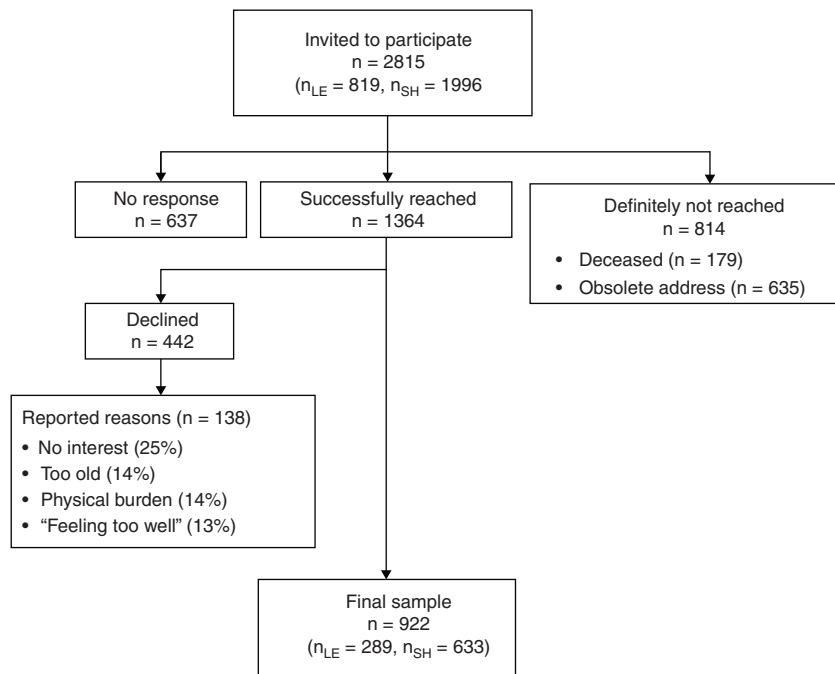 Invited to participate
n = 2815
(nLE = 819, nSH = 1996
No response
n = 637
Successfully reached
n = 1364
Definitely not reached
n = 814
• Deceased (n = 179)
• Obsolete address (n = 635)
Declined
n = 442
Reported reasons (n = 138)
• No interest (25%)
• Too old (14%)
• Physical burden (14%)
• “Feeling too well” (13%)
Final sample
n = 922
(nLE = 289, nSH = 633)